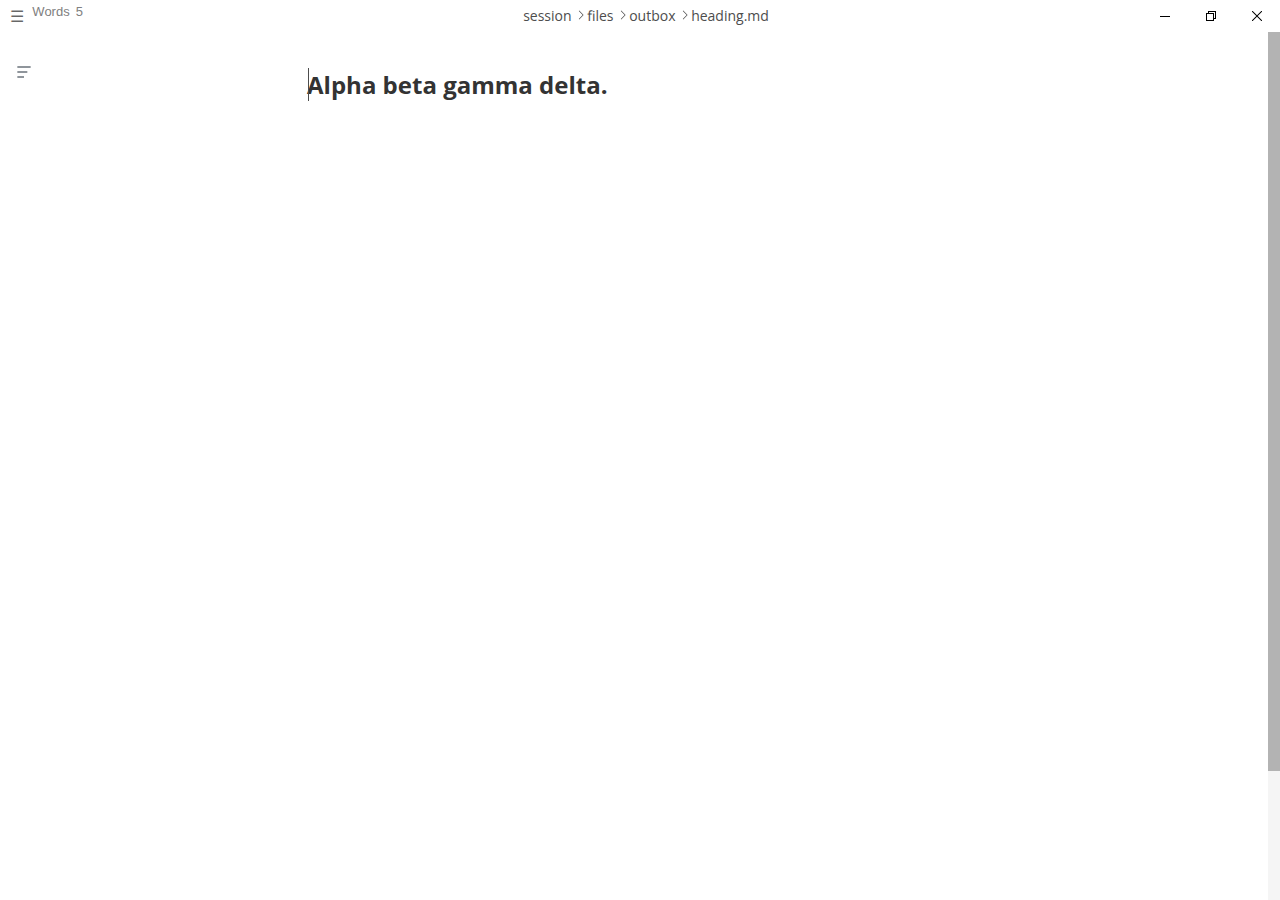 Words 5
session > files > outbox > heading.md
Alpha beta gamma delta.